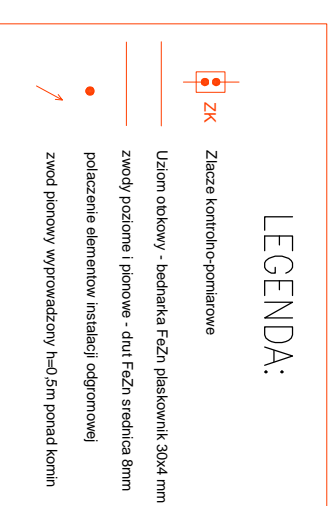 LEGENDA:
ZK Zlacze kontrolno-pomiarowe
Uziom otokowy - bednarka FeZn plaskownik 30x4 mm
zwody poziome i pionowe - dtut FeZn srednica 8mm
polaczenie elementow instalacji odgromowej
zwod pionowy wyprowadzony h=0,5m ponad komin